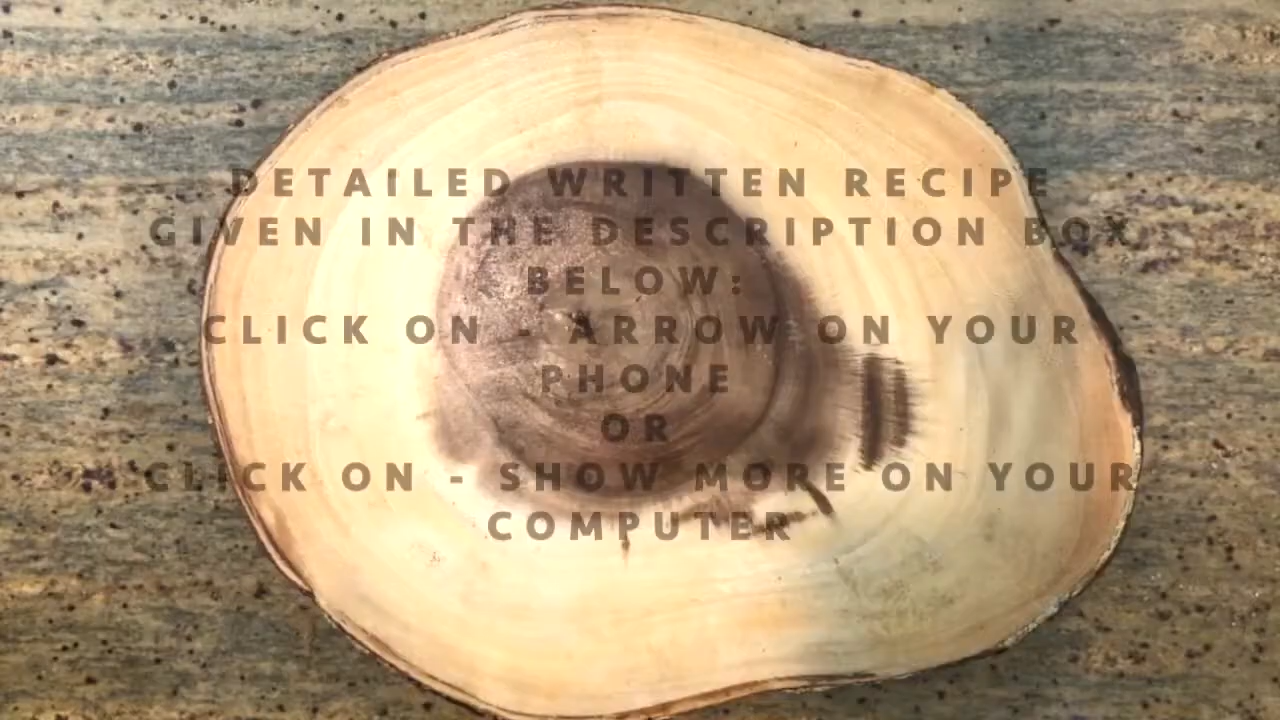 DETAILED WRITTEN RECIPE
GIVEN IN THE DESCRIPTION BOX
BELOW:
CLICK ON - ARROW ON YOUR
PHONE
OR
CLICK ON - SHOW MORE ON YOUR
COMPUTER